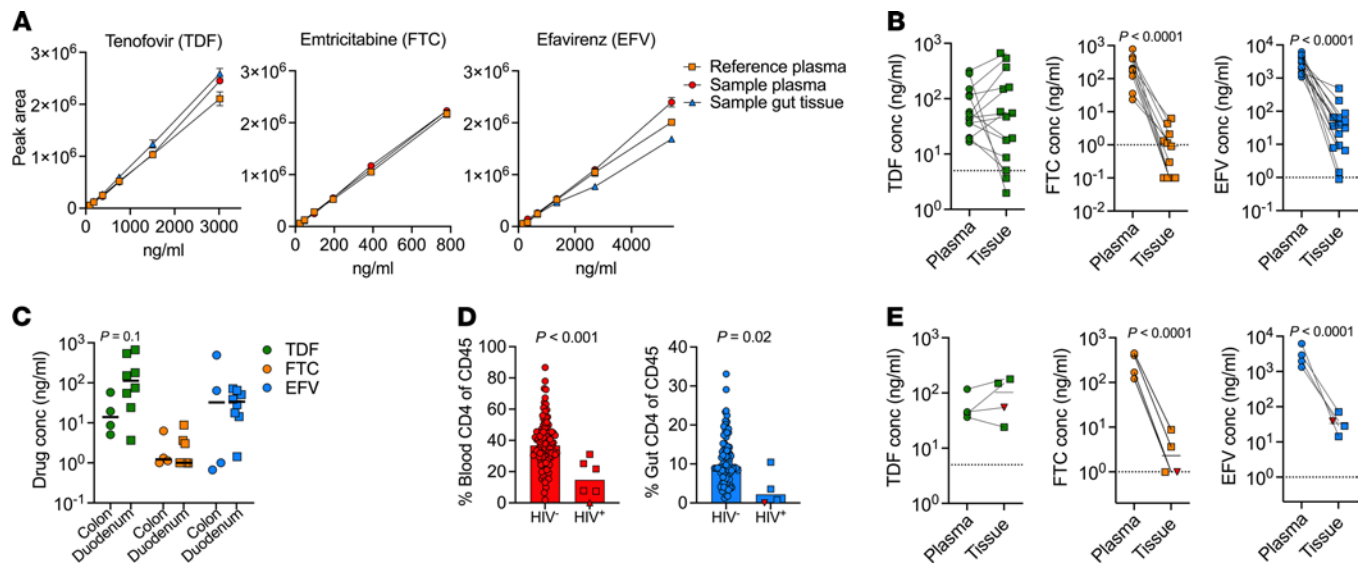 A
Tenofovir (TDF)
Emtricitabine (FTC)
Efavirenz (EFV)
Peak area
3×10⁶
2×10⁶
1×10⁶
0
0
1000
2000
3000
ng/ml
3×10⁶
2×10⁶
1×10⁶
0
0
200
400
600
800
ng/ml
3×10⁶
2×10⁶
1×10⁶
0
0
2000
4000
ng/ml
Reference plasma
Sample plasma
Sample gut tissue
B
TDF conc (ng/ml)
10³
10²
10¹
10⁰
Plasma
Tissue
P < 0.0001
FTC conc (ng/ml)
10³
10²
10¹
10⁰
10⁻¹
10⁻²
Plasma
Tissue
P < 0.0001
EFV conc (ng/ml)
10⁴
10³
10²
10¹
10⁰
10⁻¹
Plasma
Tissue
C
P = 0.1
Drug conc (ng/ml)
10³
10²
10¹
10⁰
10⁻¹
Colon
Duodenum
Colon
Duodenum
Colon
Duodenum
TDF
FTC
EFV
D
P < 0.001
% Blood CD4 of CD45
100
80
60
40
20
0
HIV⁻
HIV⁺
P = 0.02
% Gut CD4 of CD45
40
30
20
10
0
HIV⁻
HIV⁺
E
TDF conc (ng/ml)
10³
10²
10¹
10⁰
Plasma
Tissue
P < 0.0001
FTC conc (ng/ml)
10³
10²
10¹
10⁰
Plasma
Tissue
P < 0.0001
EFV conc (ng/ml)
10⁴
10³
10²
10¹
10⁰
Plasma
Tissue